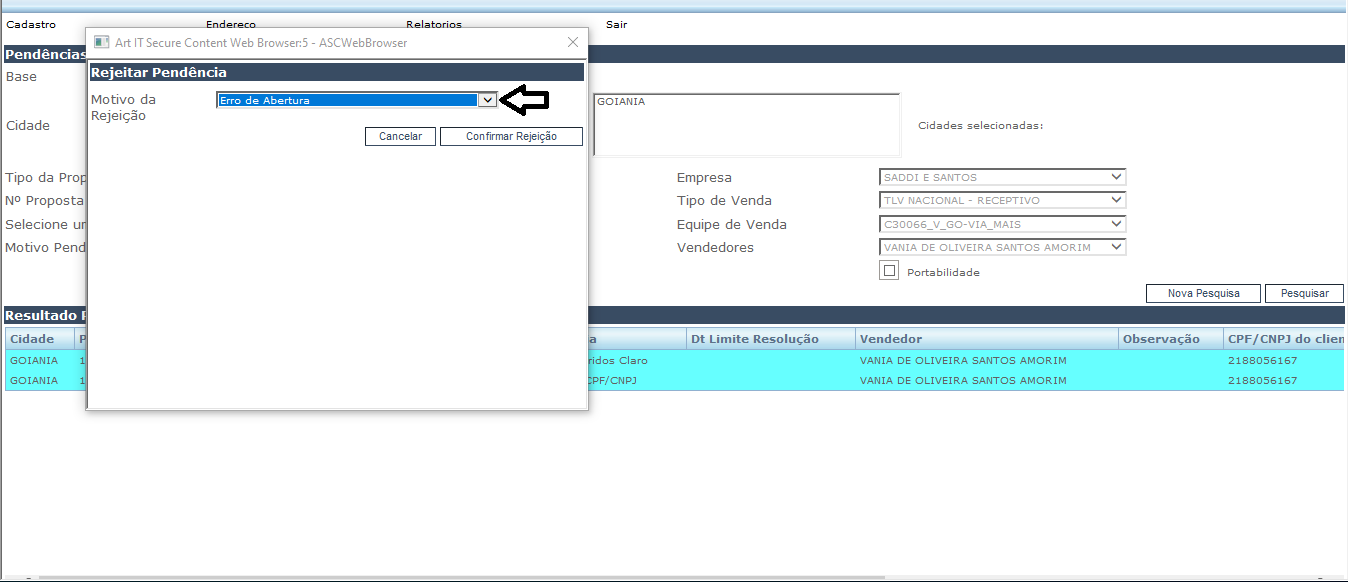 Cadastro Endereço Relatorios Sair
Art IT Secure Content Web Browser:5 - ASCWebBrowser
Pendências
Rejeitar Pendência
Base
Motivo da Rejeição
Erro de Abertura
GOIANIA
Cidade
Cidades selecionadas:
Cancelar Confirmar Rejeição
Tipo da Prop
Empresa SADDI E SANTOS
Nº Proposta
Tipo de Venda TLV NACIONAL - RECEPTIVO
Selecione ur
Equipe de Venda C30066_V_GO-VIA_MAIS
Motivo Pend
Vendedores VANIA DE OLIVEIRA SANTOS AMORIM
Portabilidade
Nova Pesquisa Pesquisar
Resultado
Cidade Dt Limite Resolução Vendedor Observação CPF/CNPJ do clien
GOIANIA 1 ridos Claro VANIA DE OLIVEIRA SANTOS AMORIM 2188056167
GOIANIA 1 CPF/CNPJ VANIA DE OLIVEIRA SANTOS AMORIM 2188056167